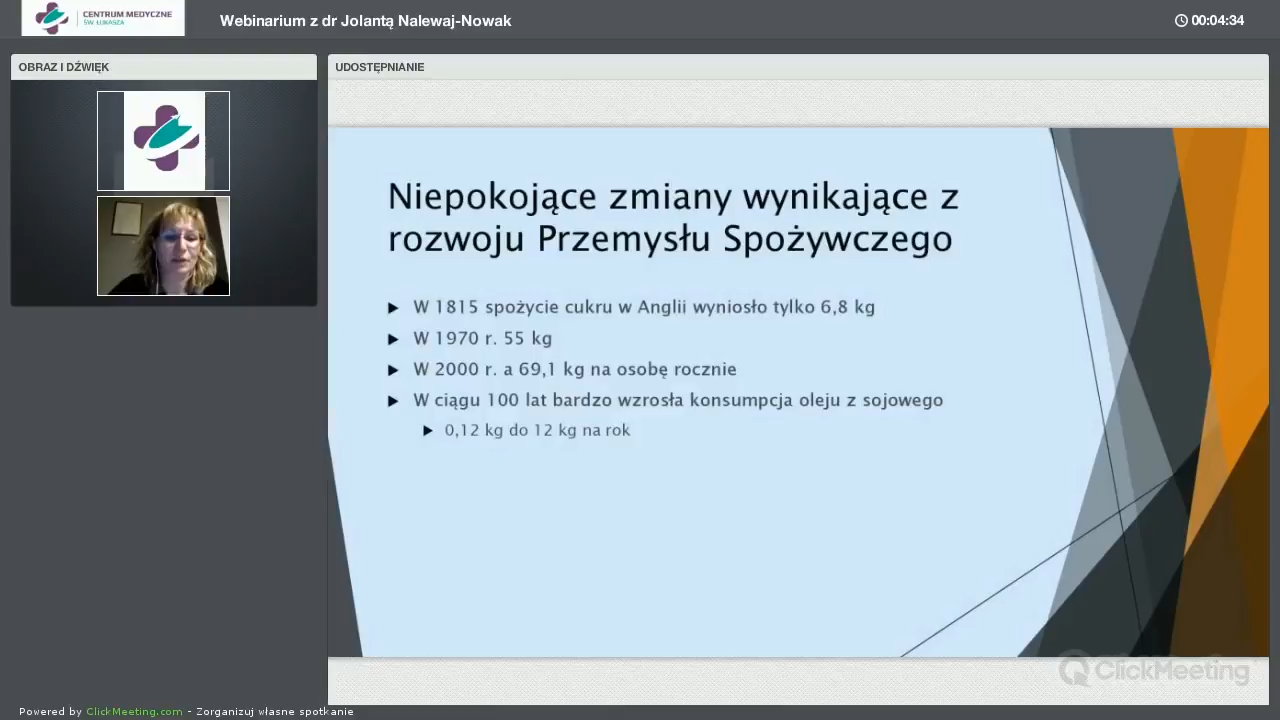 CENTRUM MEDYCZNE
ŚW. ŁUKASZA
Webinarium z dr Jolantą Nalewaj-Nowak
00:04:34
OBRAZ I DŹWIĘK
UDOSTĘPNIANIE
Niepokojące zmiany wynikające z
rozwoju Przemysłu Spożywczego
W 1815 spożycie cukru w Anglii wyniosło tylko 6,8 kg
W 1970 r. 55 kg
W 2000 r. a 69,1 kg na osobę rocznie
W ciągu 100 lat bardzo wzrosła konsumpcja oleju z sojowego
0,12 kg do 12 kg na rok
ClickMeeting
Powered by ClickMeeting.com - Zorganizuj własne spotkanie